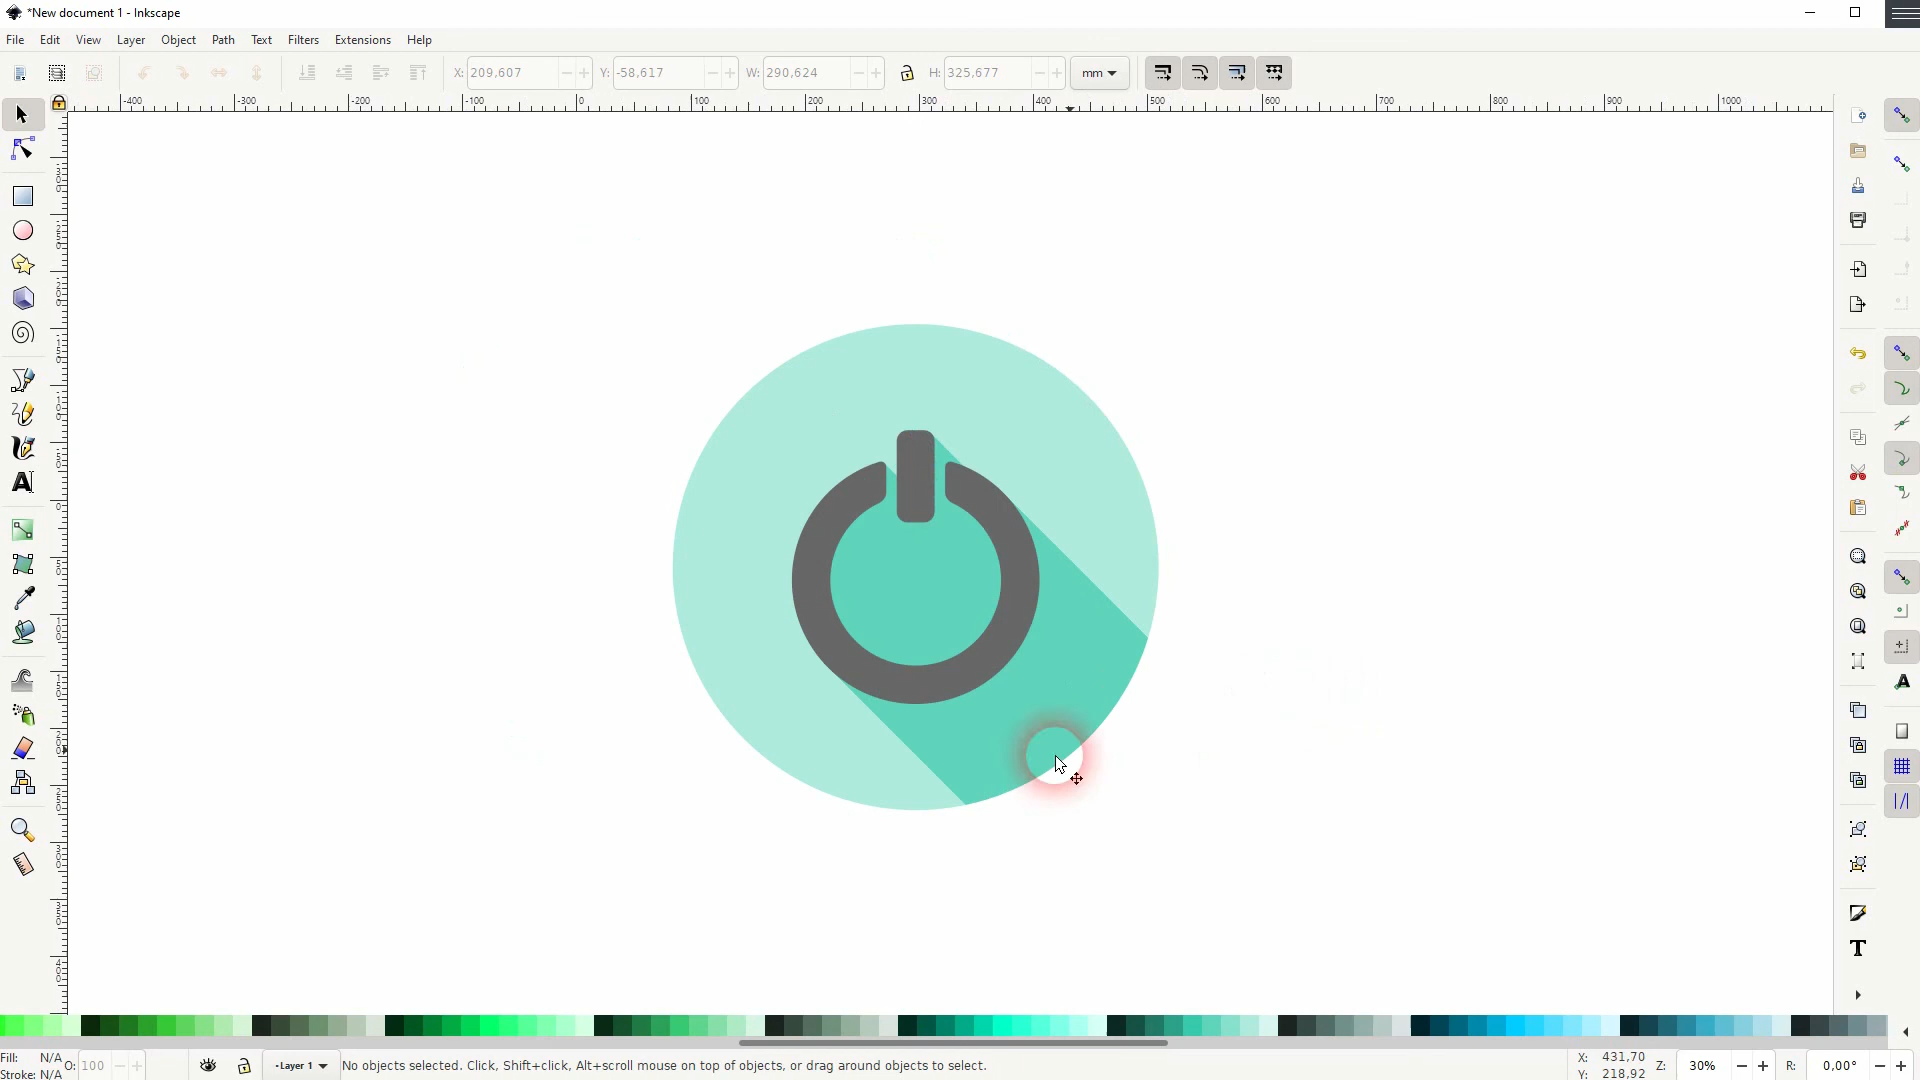 *New document 1 - Inkscape
File Edit View Layer Object Path Text Filters Extensions Help
X: 209,607 Y: -58,617 W: 290,624 H: 325,677 mm
-400 -300 -200 -100 0 100 200 300 400 500 600 700 800 900 1000
Fill: N/A O: 100 Layer 1 No objects selected. Click, Shift+click, Alt+scroll mouse on top of objects, or drag around objects to select. X: 431,70 Z: 30% R: 0,00°
Stroke: N/A Y: 218,92